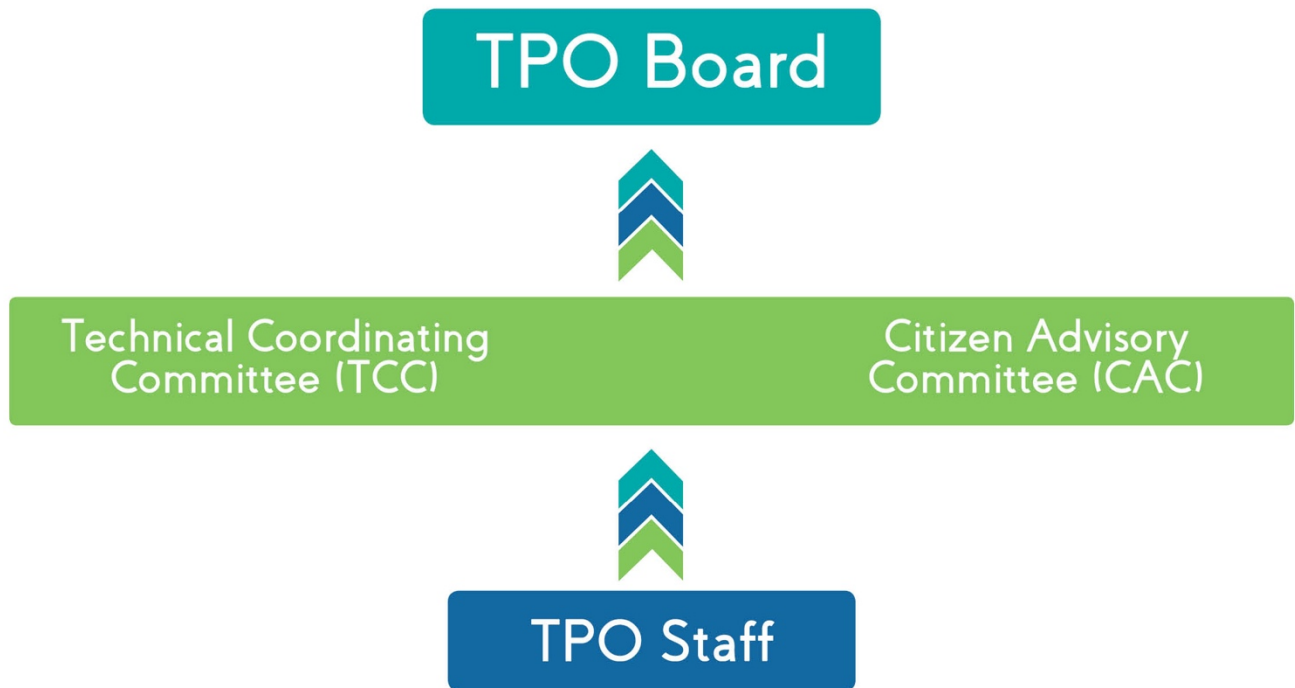 TPO Board
Technical Coordinating
Committee (TCC)
Citizen Advisory
Committee (CAC)
TPO Staff